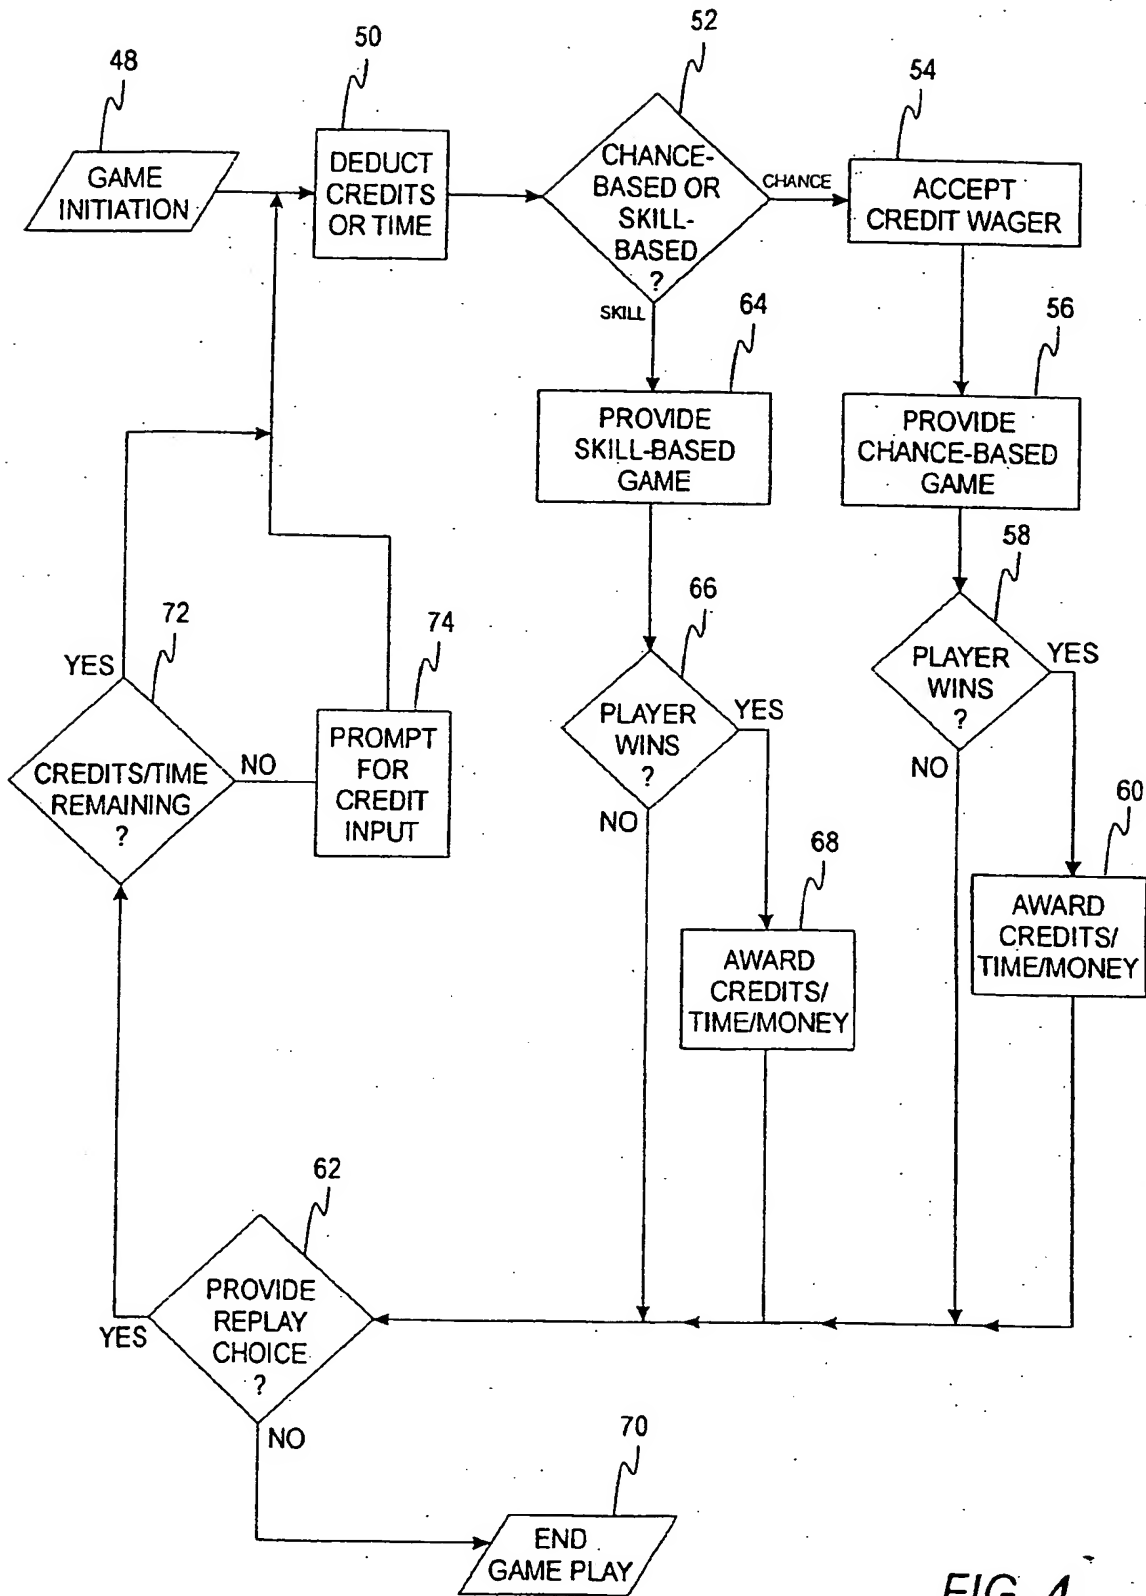 48
GAME
INITIATION
50
DEDUCT
CREDITS
OR TIME
52
CHANCE-
BASED OR
SKILL-
BASED
?
CHANCE
SKILL
54
ACCEPT
CREDIT WAGER
64
PROVIDE
SKILL-BASED
GAME
56
PROVIDE
CHANCE-BASED
GAME
58
PLAYER
WINS
?
YES
NO
66
PLAYER
WINS
?
YES
NO
72
YES
CREDITS/TIME
REMAINING
?
NO
74
PROMPT
FOR
CREDIT
INPUT
68
AWARD
CREDITS/
TIME/MONEY
60
AWARD
CREDITS/
TIME/MONEY
62
PROVIDE
REPLAY
CHOICE
?
YES
NO
70
END
GAME PLAY
FIG. 4